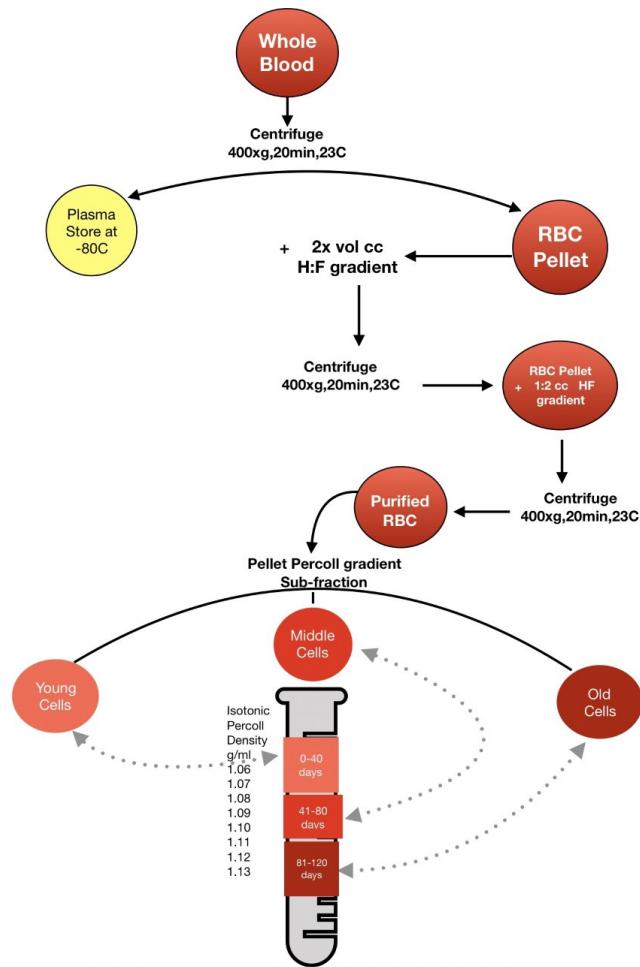 Whole
Blood
Centrifuge
400xg,20min,23C
Plasma
Store at
-80C
RBC
Pellet
+ 2x vol cc
H:F gradient
Centrifuge
400xg,20min,23C
RBC Pellet
+ 1:2 cc HF
gradient
Centrifuge
400xg,20min,23C
Purified
RBC
Pellet Percoll gradient
Sub-fraction
Middle
Cells
Young
Cells
Old
Cells
Isotonic
Percoll
Density
g/ml
1.06
1.07
1.08
1.09
1.10
1.11
1.12
1.13
0-40
days
41-80
days
81-120
days